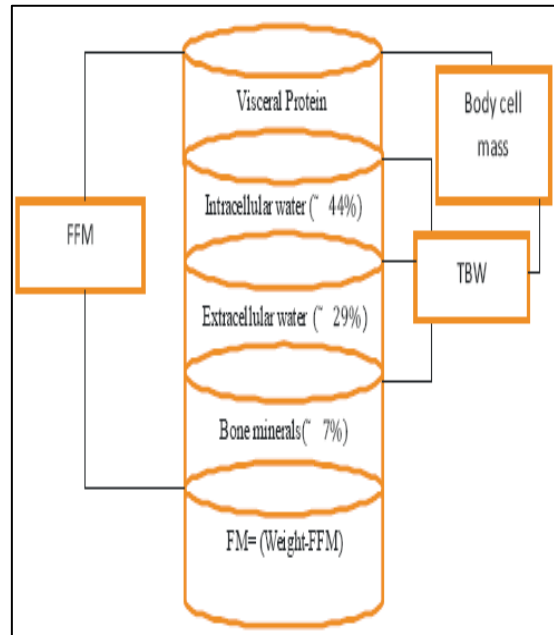 Visceral Protein
Body cell
mass
Intracellular water (~ 44%)
FFM
TBW
Extracellular water (~ 29%)
Bone minerals(~ 7%)
FM= (Weight-FFM)